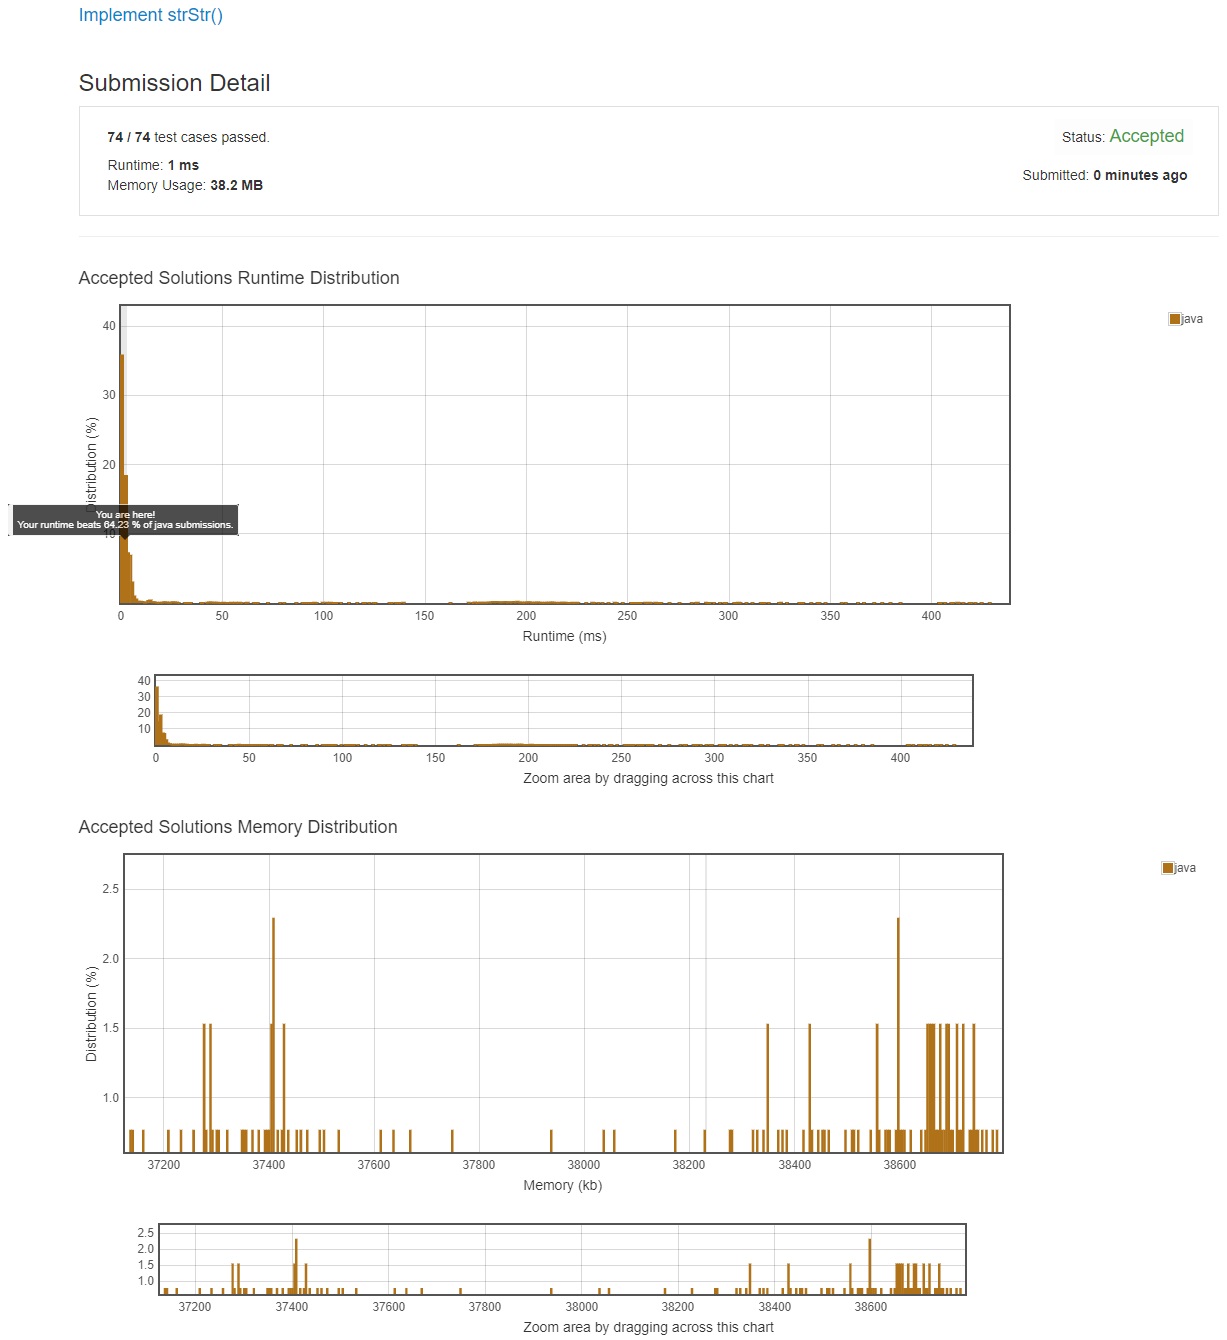 Implement strStr()
Submission Detail
74 / 74 test cases passed.
Status: Accepted
Runtime: 1 ms
Memory Usage: 38.2 MB
Submitted: 0 minutes ago
Accepted Solutions Runtime Distribution
java
40
30
20
10
Distribution (%)
You are here!
Your runtime beats 64.23 % of java submissions.
0 50 100 150 200 250 300 350 400
Runtime (ms)
40
30
20
10
0 50 100 150 200 250 300 350 400
Zoom area by dragging across this chart
Accepted Solutions Memory Distribution
java
2.5
2.0
1.5
1.0
Distribution (%)
37200 37400 37600 37800 38000 38200 38400 38600
Memory (kb)
2.5
2.0
1.5
1.0
37200 37400 37600 37800 38000 38200 38400 38600
Zoom area by dragging across this chart